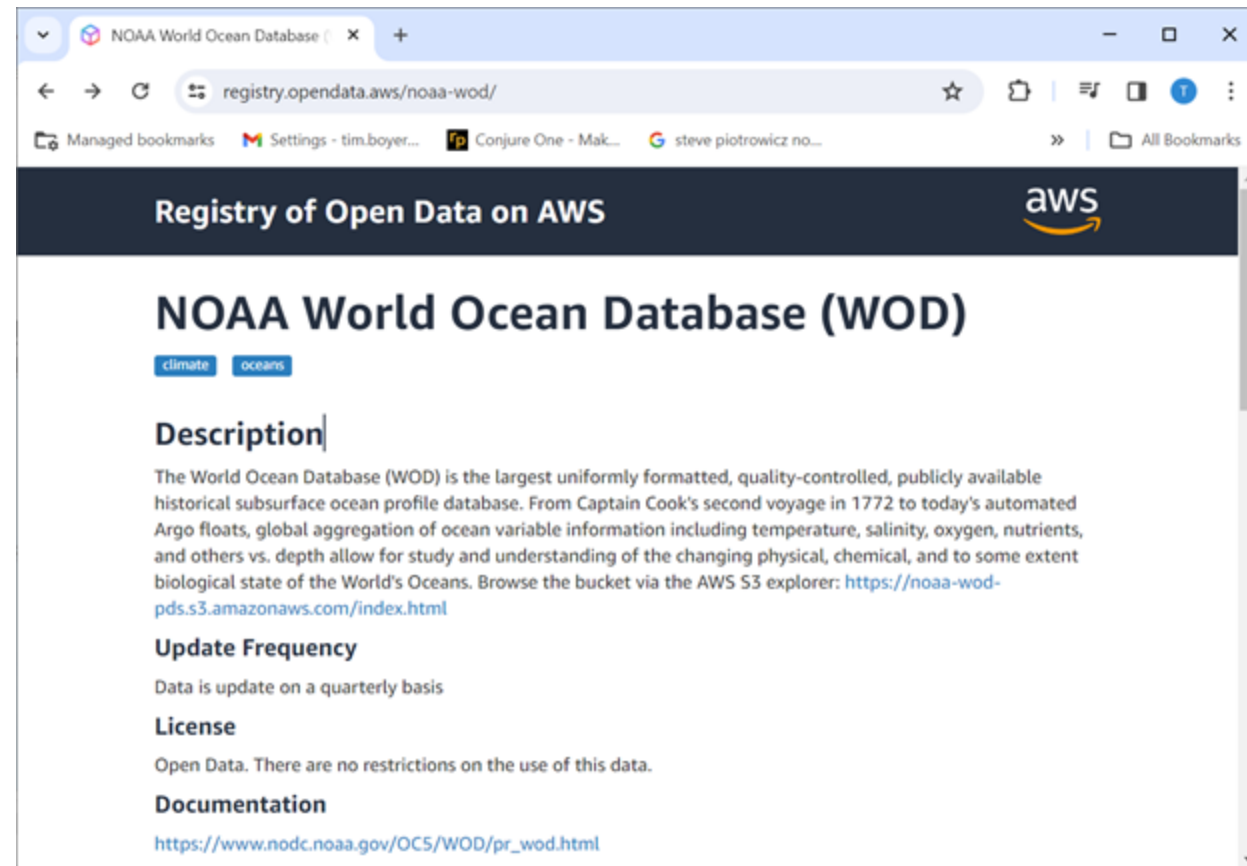 NOAA World Ocean Database (
registry.opendata.aws/noaa-wod/
T
Managed bookmarks Settings - tim.boyer... rp Conjure One - Mak... G steve piotrowicz no... » All Bookmarks
Registry of Open Data on AWS aws
NOAA World Ocean Database (WOD)
climate oceans
Description
The World Ocean Database (WOD) is the largest uniformly formatted, quality-controlled, publicly available
historical subsurface ocean profile database. From Captain Cook's second voyage in 1772 to today's automated
Argo floats, global aggregation of ocean variable information including temperature, salinity, oxygen, nutrients,
and others vs. depth allow for study and understanding of the changing physical, chemical, and to some extent
biological state of the World's Oceans. Browse the bucket via the AWS S3 explorer: https://noaa-wod-
pds.s3.amazonaws.com/index.html
Update Frequency
Data is update on a quarterly basis
License
Open Data. There are no restrictions on the use of this data.
Documentation
https://www.nodc.noaa.gov/OC5/WOD/pr_wod.html